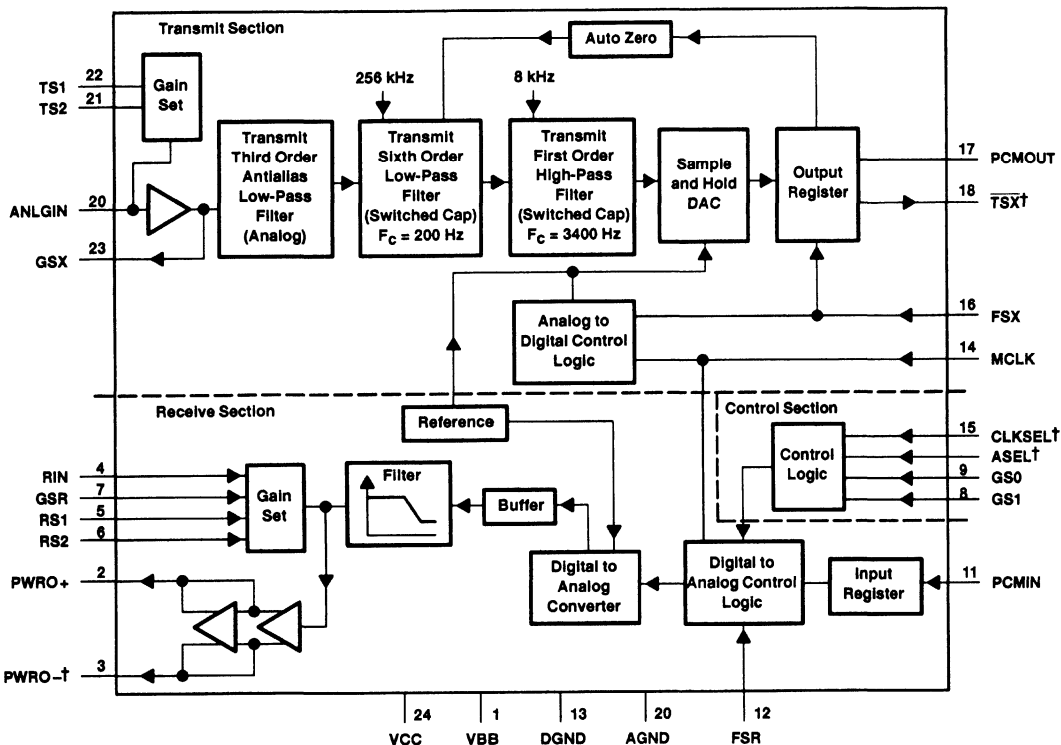 Transmit Section
Auto Zero
TS1 22
TS2 21
Gain
Set
256 kHz
8 kHz
Transmit
Third Order
Antialias
Low-Pass
Filter
(Analog)
Transmit
Sixth Order
Low-Pass
Filter
(Switched Cap)
FC = 200 Hz
Transmit
First Order
High-Pass
Filter
(Switched Cap)
FC = 3400 Hz
Sample
and Hold
DAC
Output
Register
17 PCMOUT
18 TSX†
ANLGIN 20
GSX 23
Analog to
Digital Control
Logic
16 FSX
14 MCLK
Receive Section
Reference
Control Section
Control
Logic
15 CLKSEL†
ASEL†
9 GS0
8 GS1
RIN 4
GSR 7
RS1 5
RS2 6
Gain
Set
Filter
Buffer
Digital to
Analog
Converter
Digital to
Analog Control
Logic
Input
Register
11 PCMIN
PWRO+ 2
PWRO–† 3
24 1 13 20 12
VCC VBB DGND AGND FSR